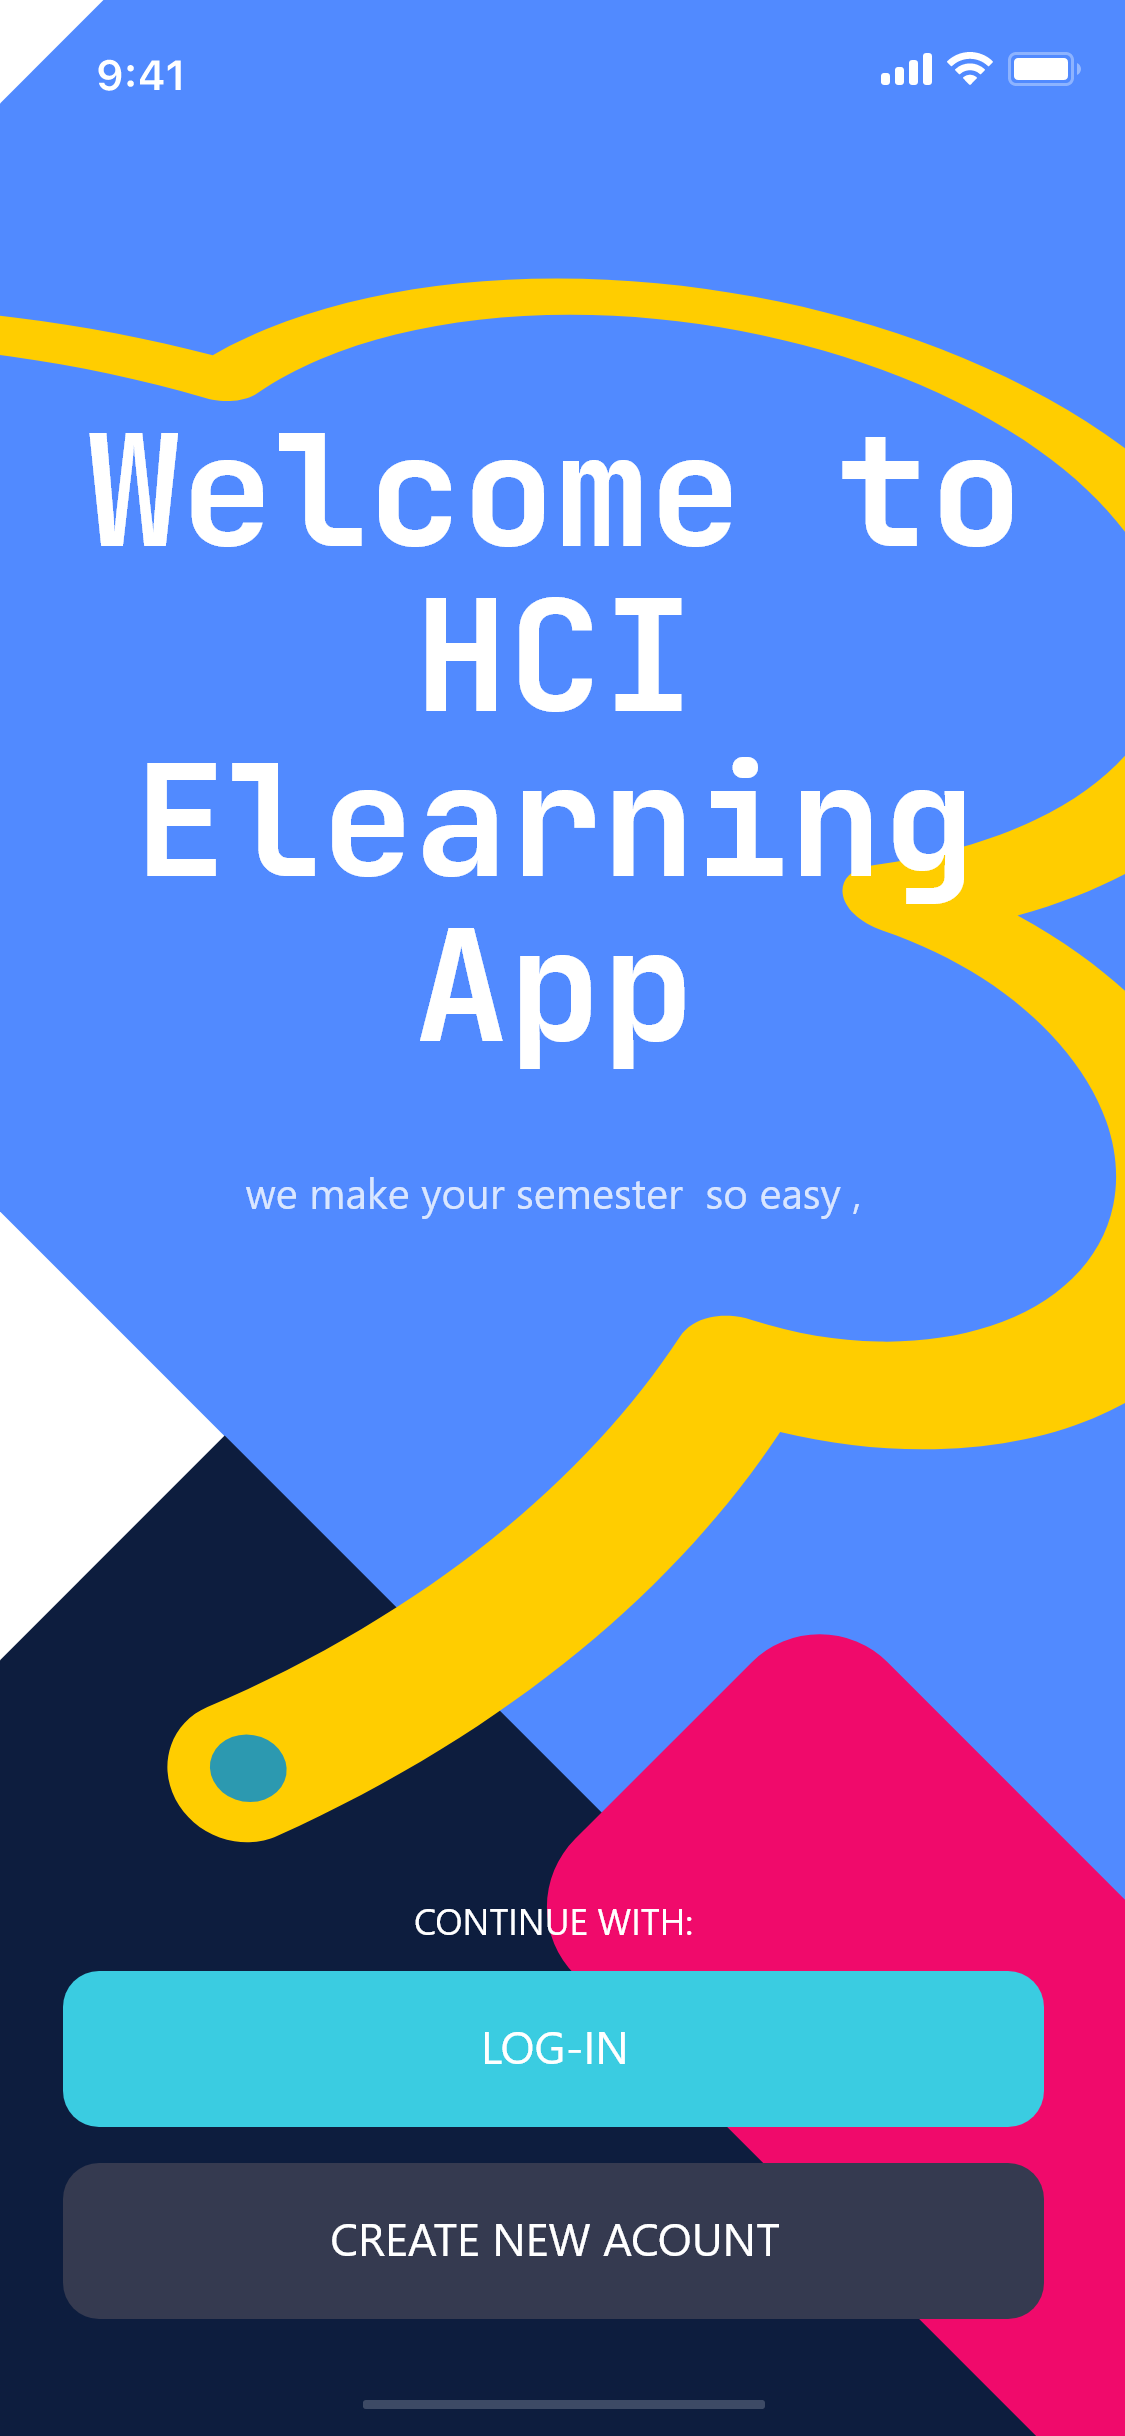 9:41
Welcome to
HCI
Elearning
App
we make your semester  so easy ,
CONTINUE WITH:
LOG-IN
CREATE NEW ACOUNT